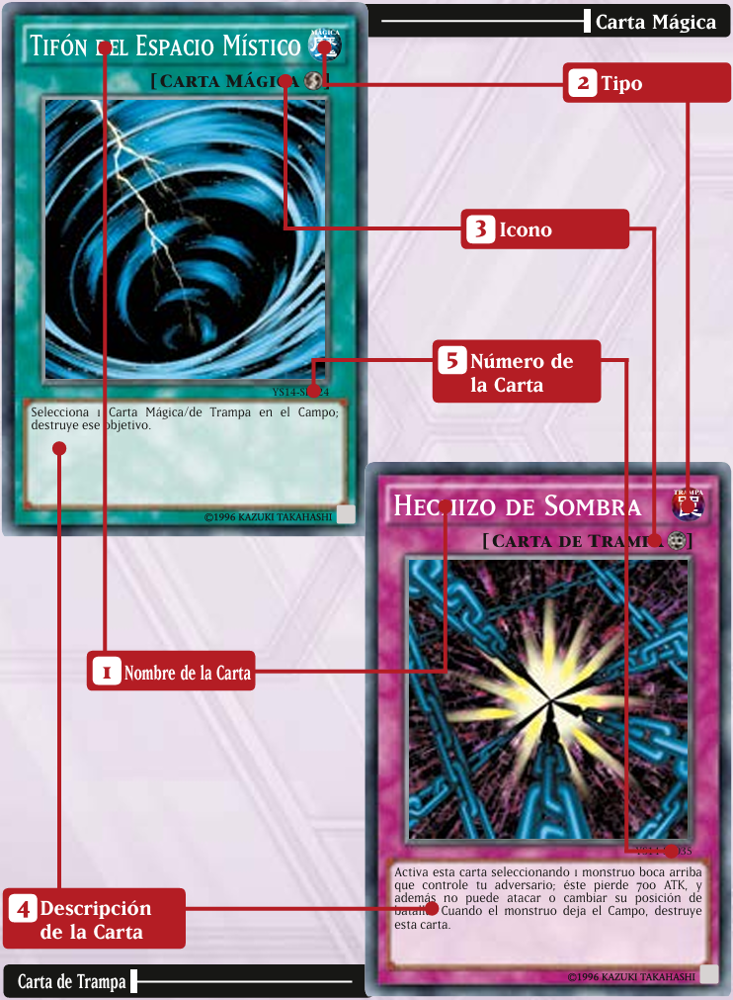 Carta Mágica
TIFÓN DEL ESPACIO MÍSTICO
MÁGICA
魔
[CARTA MÁGICA]
2 Tipo
3 Icono
5 Número de
la Carta
Selecciona 1 Carta Mágica/de Trampa en el Campo;
destruye ese objetivo.
©1996 KAZUKI TAKAHASHI
HECHIZO DE SOMBRA
TRAMPA
罠
[CARTA DE TRAMPA]
1 Nombre de la Carta
Activa esta carta seleccionando 1 monstruo boca arriba
que controle tu adversario; éste pierde 700 ATK, y
además no puede atacar o cambiar su posición de
batalla. Cuando el monstruo deja el Campo, destruye
esta carta.
4 Descripción
de la Carta
©1996 KAZUKI TAKAHASHI
Carta de Trampa